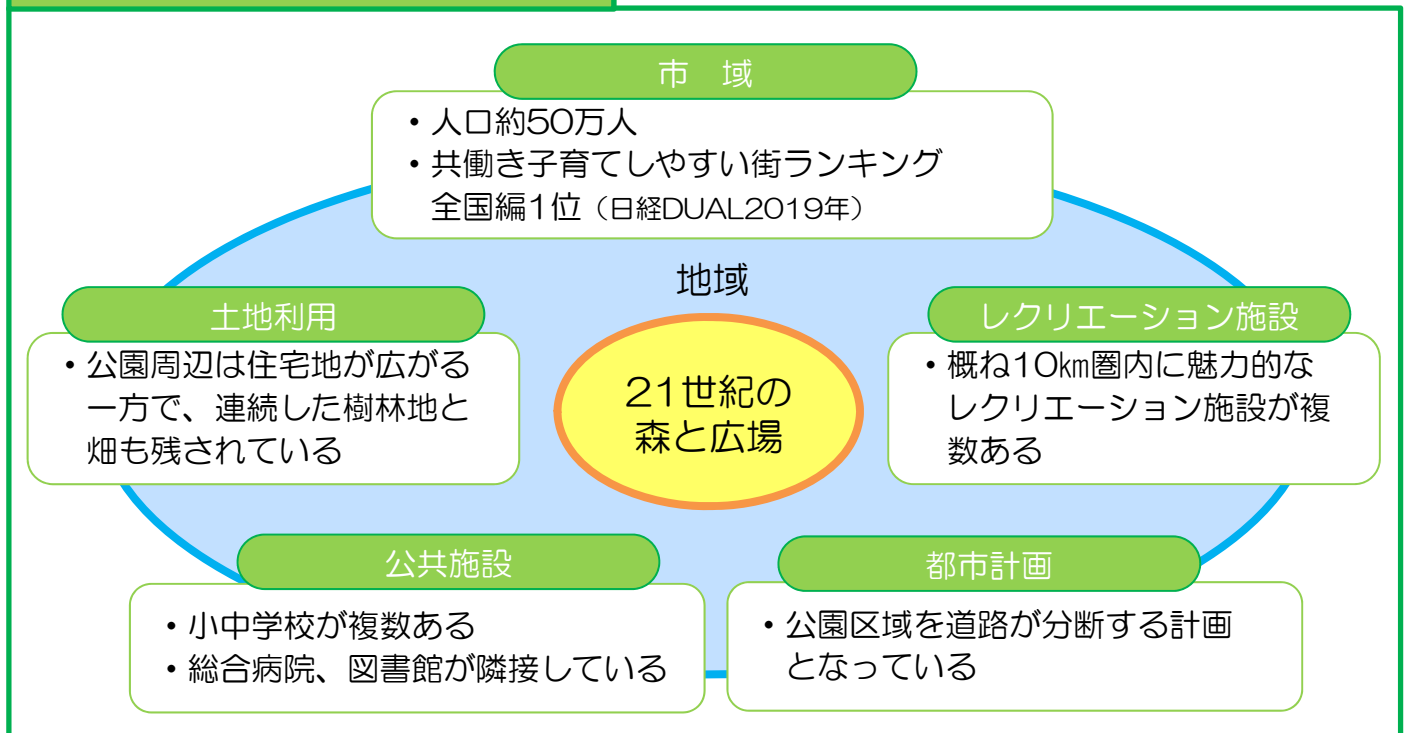 市　域
・人口約50万人
・共働き子育てしやすい街ランキング
全国編1位（日経DUAL2019年）
地域
土地利用
・公園周辺は住宅地が広がる
一方で、連続した樹林地と
畑も残されている
21世紀の
森と広場
レクリエーション施設
・概ね10㎞圏内に魅力的な
レクリエーション施設が複
数ある
公共施設
・小中学校が複数ある
・総合病院、図書館が隣接している
都市計画
・公園区域を道路が分断する計画
となっている